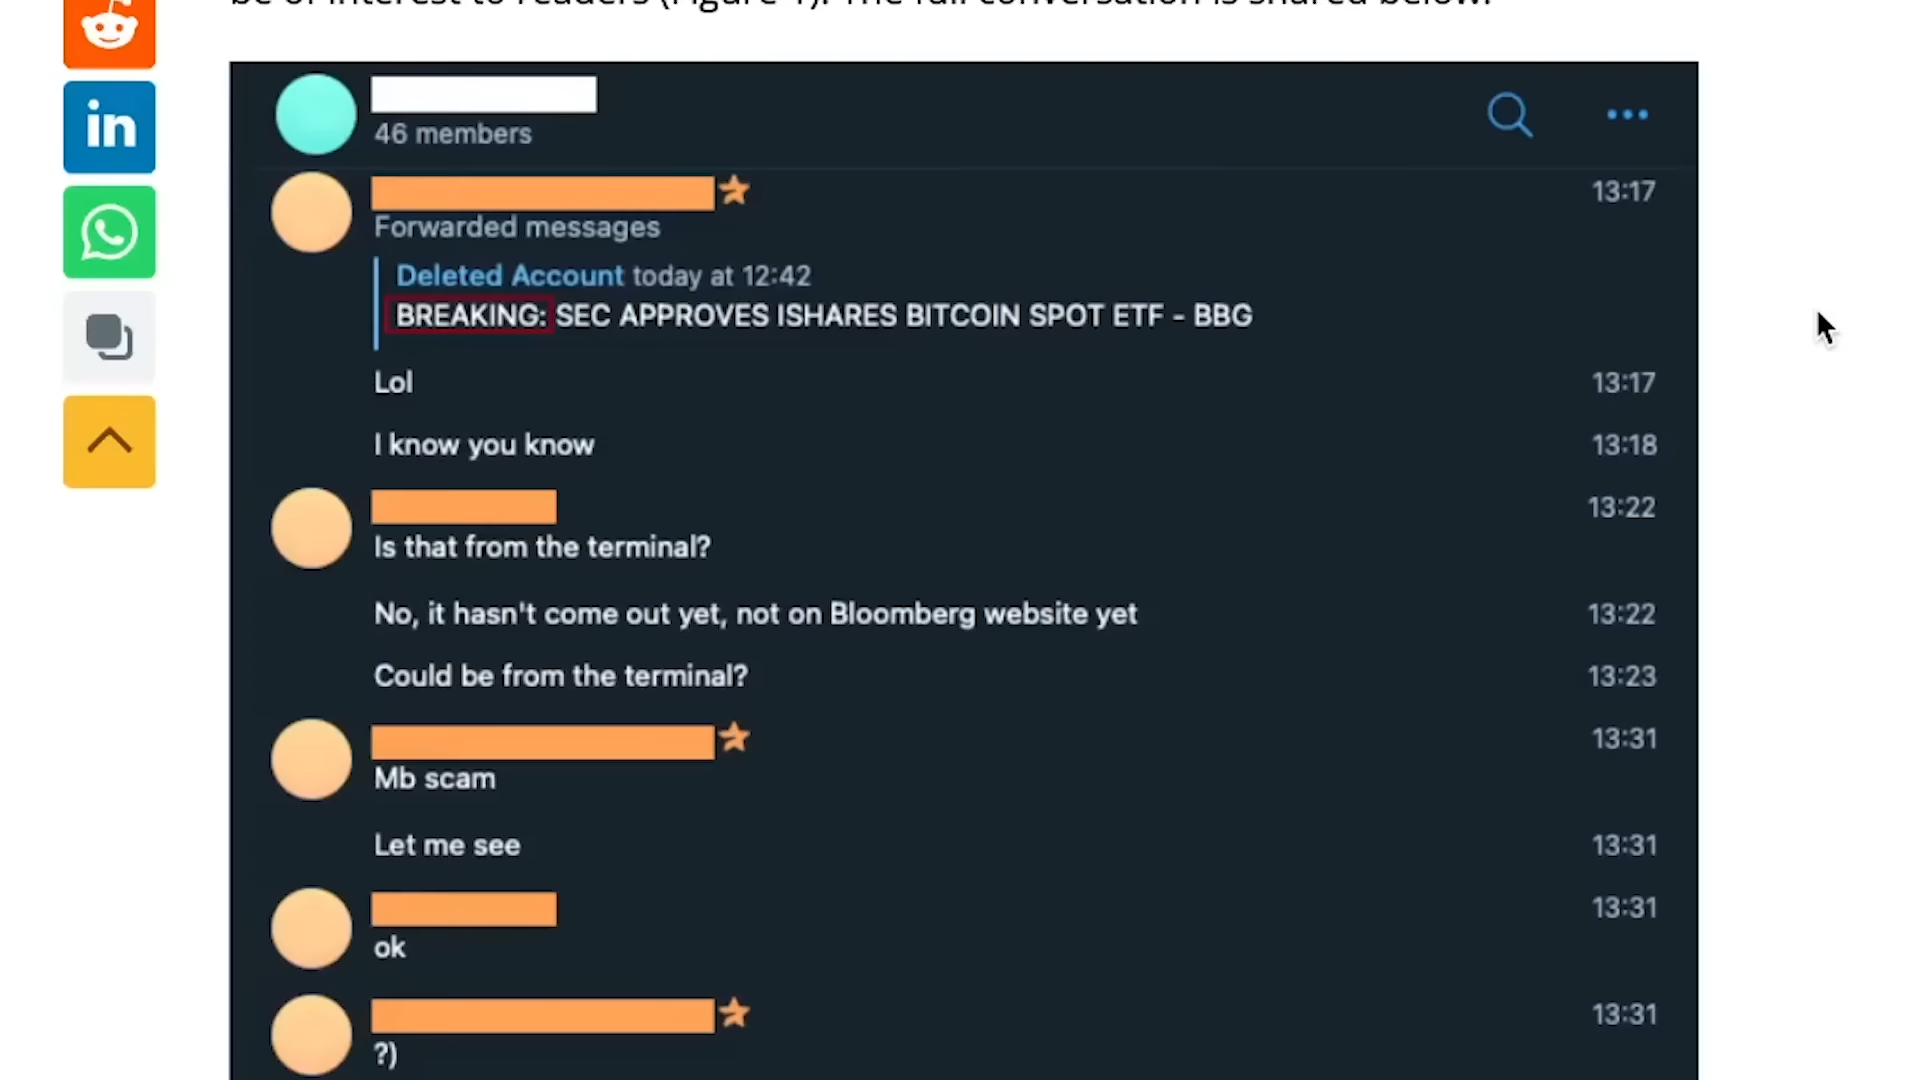 be of interest to readers (Figure 1). The full conversation is shared below.
in
46 members
13:17
Forwarded messages
Deleted Account today at 12:42
BREAKING: SEC APPROVES ISHARES BITCOIN SPOT ETF - BBG
Lol 13:17
I know you know 13:18
13:22
Is that from the terminal?
No, it hasn't come out yet, not on Bloomberg website yet 13:22
Could be from the terminal? 13:23
13:31
Mb scam
Let me see 13:31
13:31
ok
13:31
?)